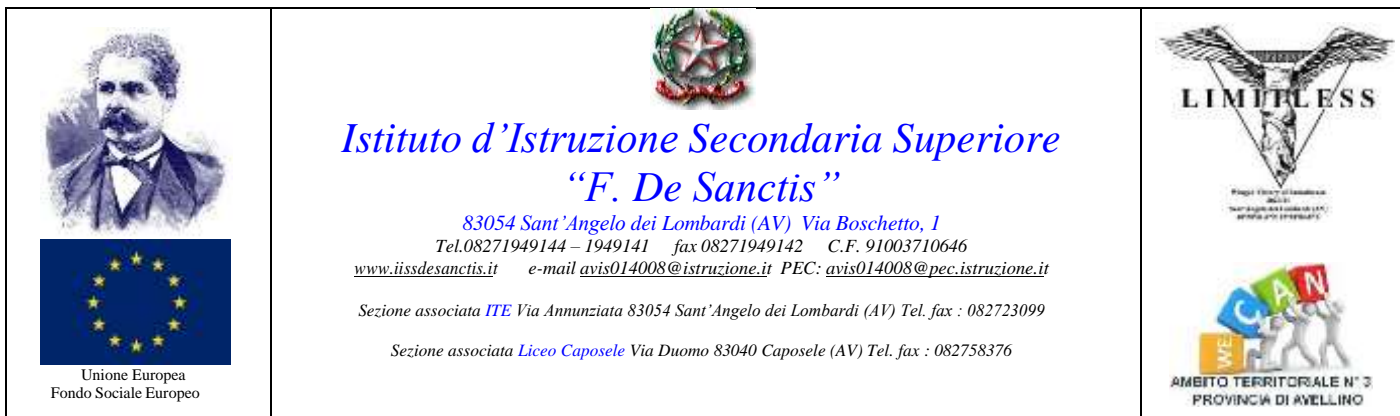 Istituto d’Istruzione Secondaria Superiore
“F. De Sanctis”
83054 Sant’Angelo dei Lombardi (AV) Via Boschetto, 1
Tel.08271949144 – 1949141 fax 08271949142 C.F. 91003710646
www.iissdesanctis.it e-mail avis014008@istruzione.it PEC: avis014008@pec.istruzione.it
Sezione associata ITE Via Annunziata 83054 Sant’Angelo dei Lombardi (AV) Tel. fax : 082723099
Sezione associata Liceo Caposele Via Duomo 83040 Caposele (AV) Tel. fax : 082758376
Unione Europea
Fondo Sociale Europeo
LIMITLESS
WE CAN
AMBITO TERRITORIALE N° 3
PROVINCIA DI AVELLINO